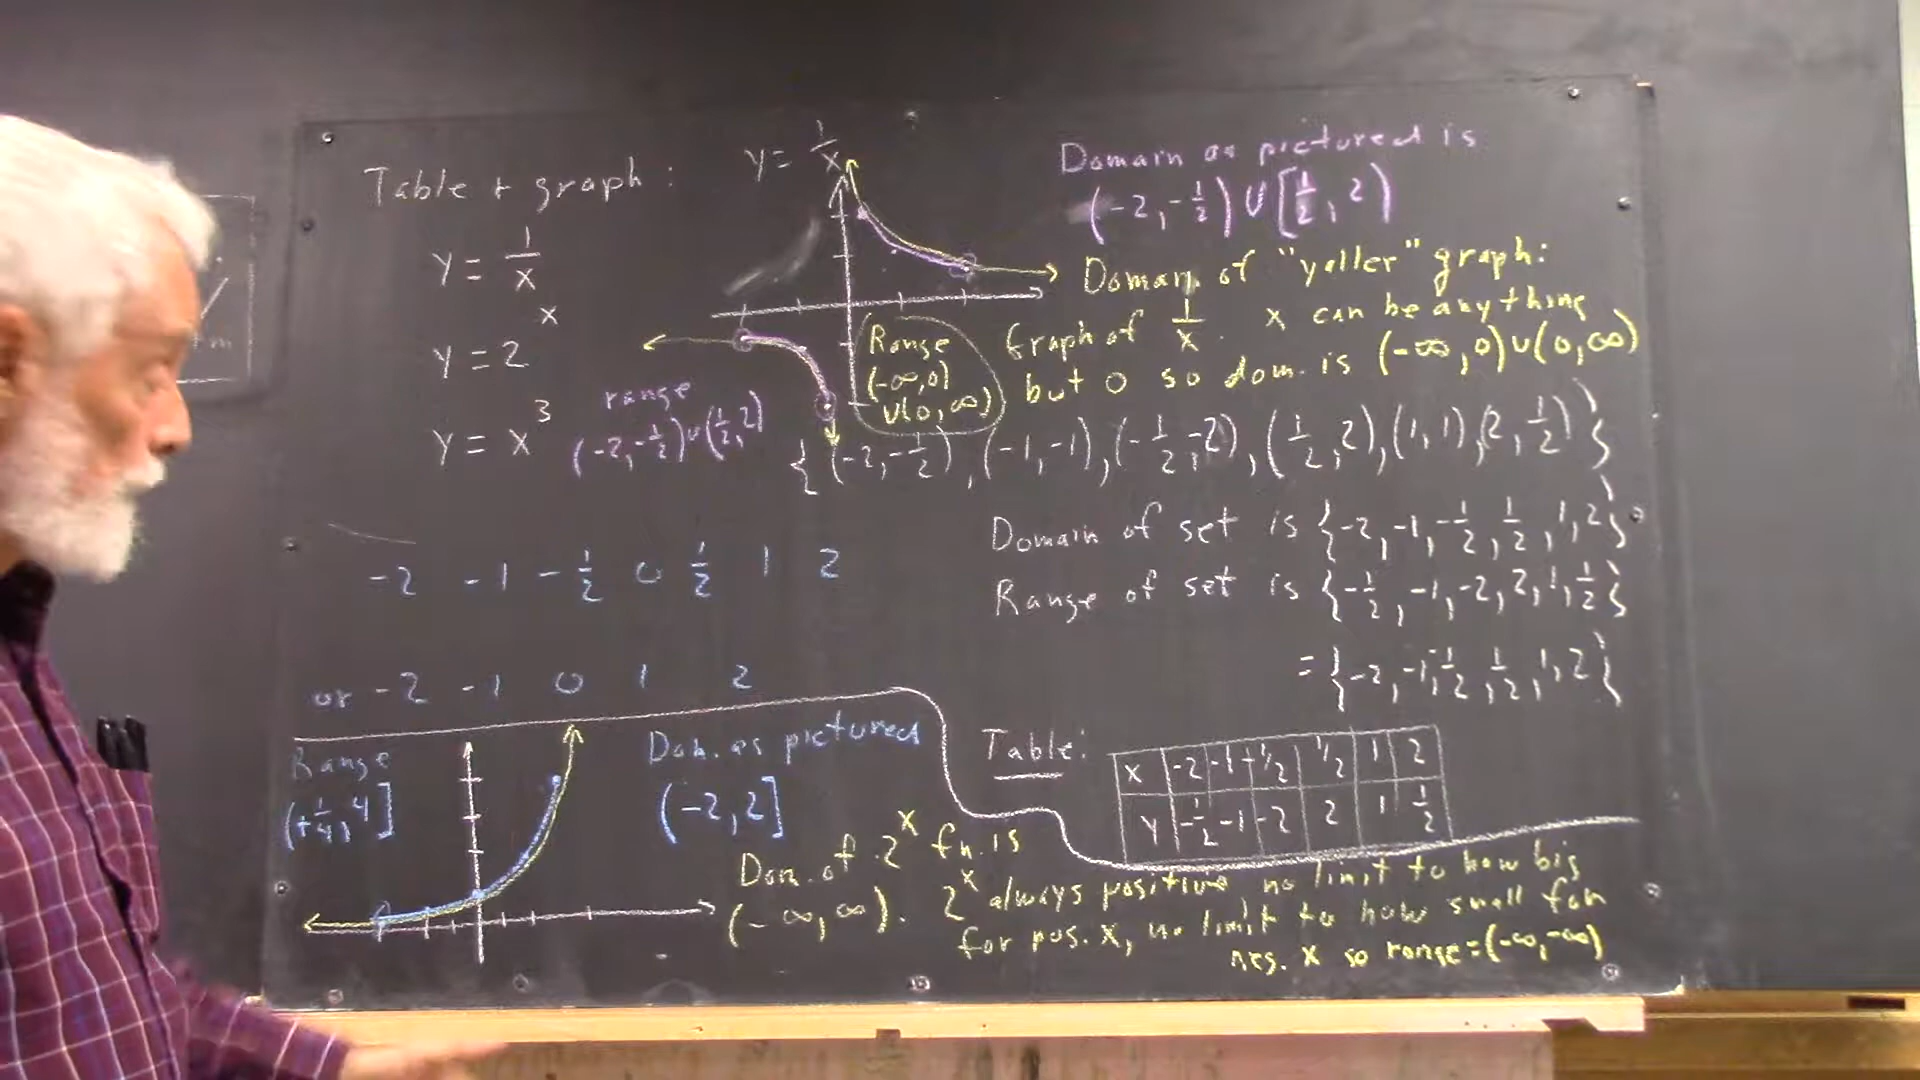 Table + graph:
y = 1/x
y = 2^x
y = x^3
y = 1/x
Domain as pictured is
(-2, -1/2) ∪ [1/2, 2)
Domain of "yeller" graph:
Graph of 1/x. x can be anything
but 0 so dom. is (-∞, 0) ∪ (0, ∞)
Range
(-∞, 0)
∪(0, ∞)
range
(-2, -1/2) ∪ (1/2, 2)
{(-2, -1/2), (-1, -1), (-1/2, -2), (1/2, 2), (1, 1), (2, 1/2)}
Domain of set is {-2, -1, -1/2, 1/2, 1, 2}
Range of set is {-1/2, -1, -2, 2, 1, 1/2}
= {-2, -1, -1/2, 1/2, 1, 2}
-2 -1 -1/2 0 1/2 1 2
or -2 -1 0 1 2
Table:
X -2 -1 -1/2 1/2 1 2
Y -1/2 -1 -2 2 1 1/2
Range
(+1/4, 4]
Dom. as pictured
(-2, 2]
Dom. of 2^x fn. is
(-∞, ∞).
2^x always positive no limit to how big
for pos. x, no limit to how small for
neg. x so range = (-∞, -∞)